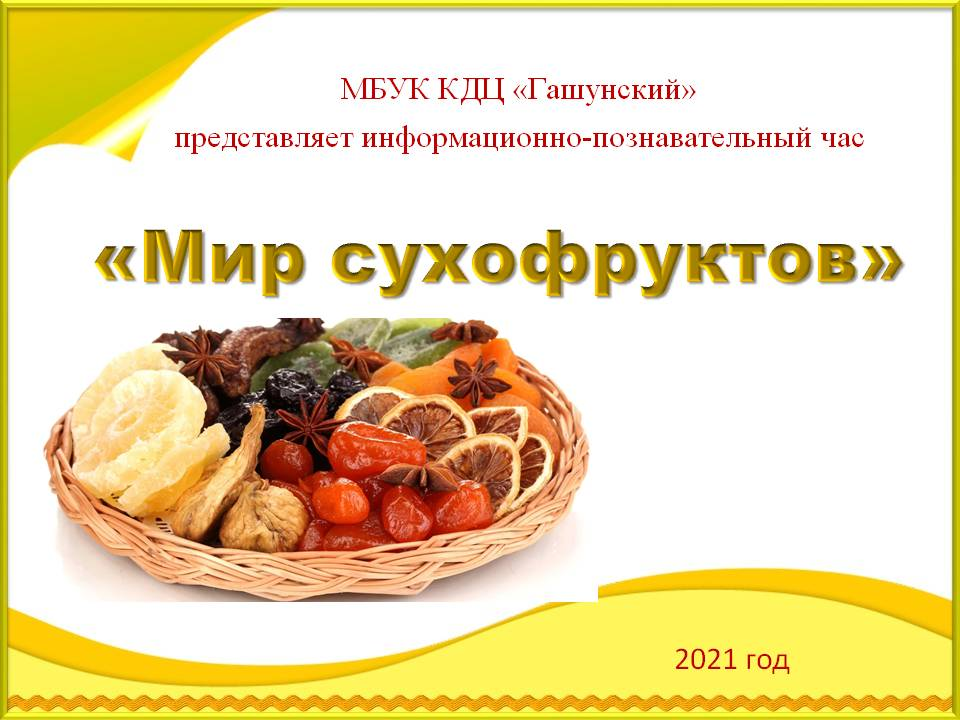 МБУК КДЦ «Гашунский»
представляет информационно-познавательный час
«Мир сухофруктов»
2021 год